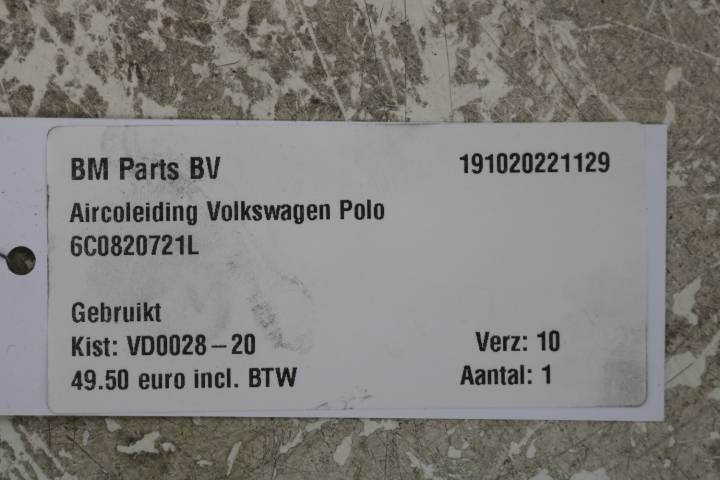 BM Parts BV 191020221129
Aircoleiding Volkswagen Polo
6C0820721L
Gebruikt
Kist: VD0028-20 Verz: 10
49.50 euro incl. BTW Aantal: 1